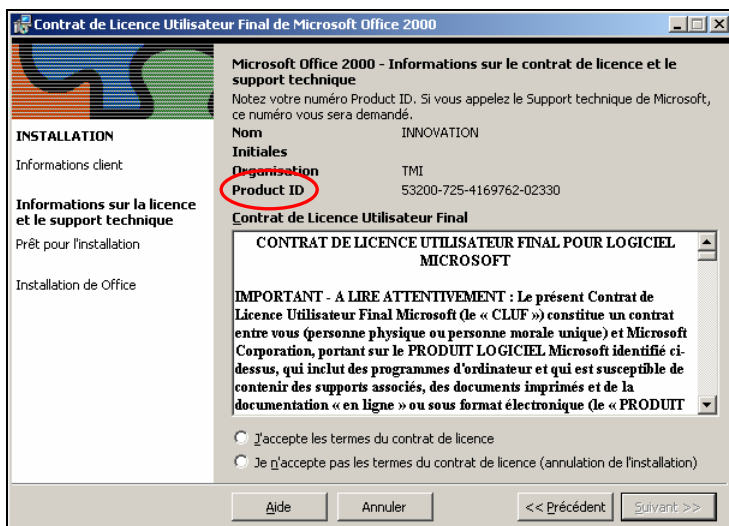 Contrat de Licence Utilisateur Final de Microsoft Office 2000
INSTALLATION
Informations client
Informations sur la licence
et le support technique
Prêt pour l'installation
Installation de Office
Microsoft Office 2000 - Informations sur le contrat de licence et le
support technique
Notez votre numéro Product ID. Si vous appelez le Support technique de Microsoft,
ce numéro vous sera demandé.
Nom INNOVATION
Initiales
Organisation TMI
Product ID 53200-725-4169762-02330
Contrat de Licence Utilisateur Final
CONTRAT DE LICENCE UTILISATEUR FINAL POUR LOGICIEL
MICROSOFT
IMPORTANT - A LIRE ATTENTIVEMENT : Le présent Contrat de
Licence Utilisateur Final Microsoft (le « CLUF ») constitue un contrat
entre vous (personne physique ou personne morale unique) et Microsoft
Corporation, portant sur le PRODUIT LOGICIEL Microsoft identifié ci-
dessus, qui inclut des programmes d'ordinateur et qui est susceptible de
contenir des supports associés, des documents imprimés et de la
documentation « en ligne » ou sous format électronique (le « PRODUIT
J'accepte les termes du contrat de licence
Je n'accepte pas les termes du contrat de licence (annulation de l'installation)
Aide Annuler << Précédent Suivant >>